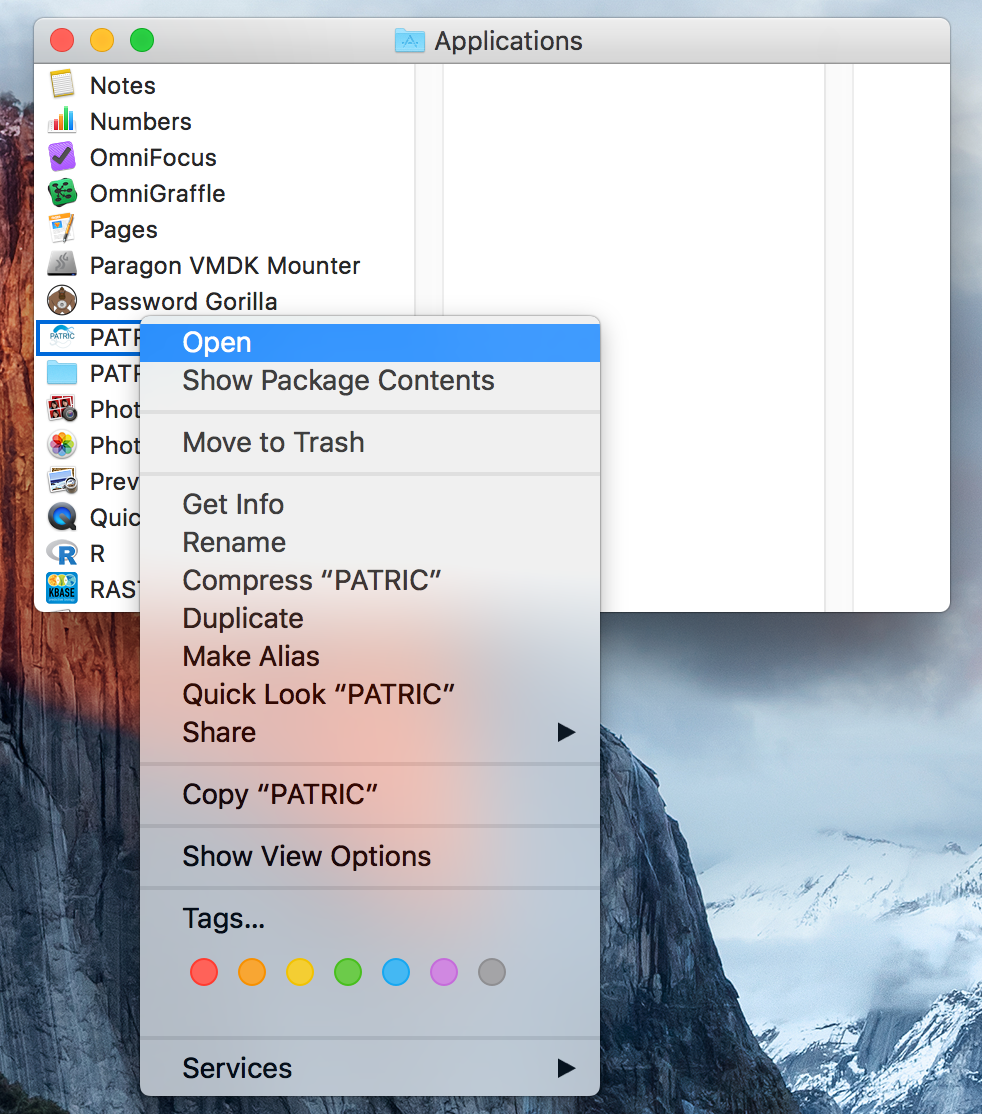 Applications
Notes
Numbers
OmniFocus
OmniGraffle
Pages
Paragon VMDK Mounter
Password Gorilla
PATRIC
PATR
Open
Show Package Contents
PATR
Phot
Move to Trash
Phot
Prev
Get Info
Quic
Rename
R
Compress “PATRIC”
KBASE
RAST
Duplicate
Make Alias
Quick Look “PATRIC”
Share
Copy “PATRIC”
Show View Options
Tags...
Services